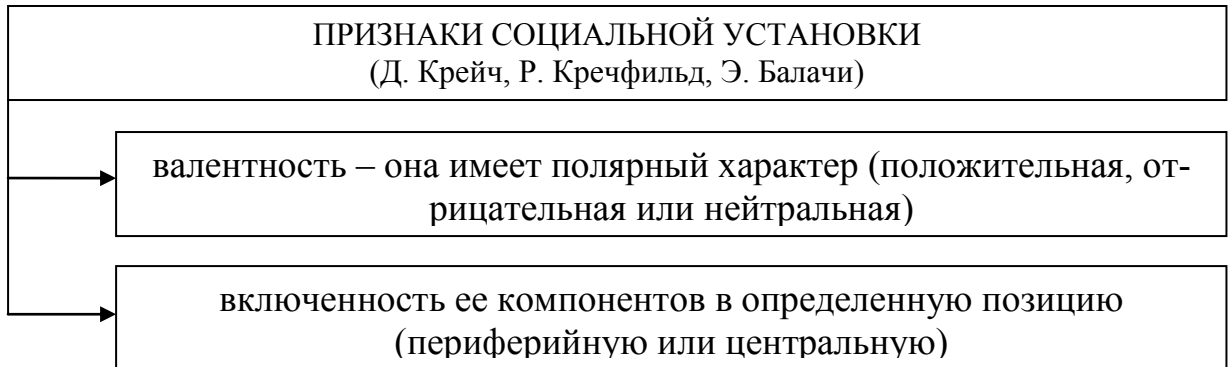 ПРИЗНАКИ СОЦИАЛЬНОЙ УСТАНОВКИ
(Д. Крейч, Р. Кречфильд, Э. Балачи)
валентность – она имеет полярный характер (положительная, от-
рицательная или нейтральная)
включенность ее компонентов в определенную позицию
(периферийную или центральную)